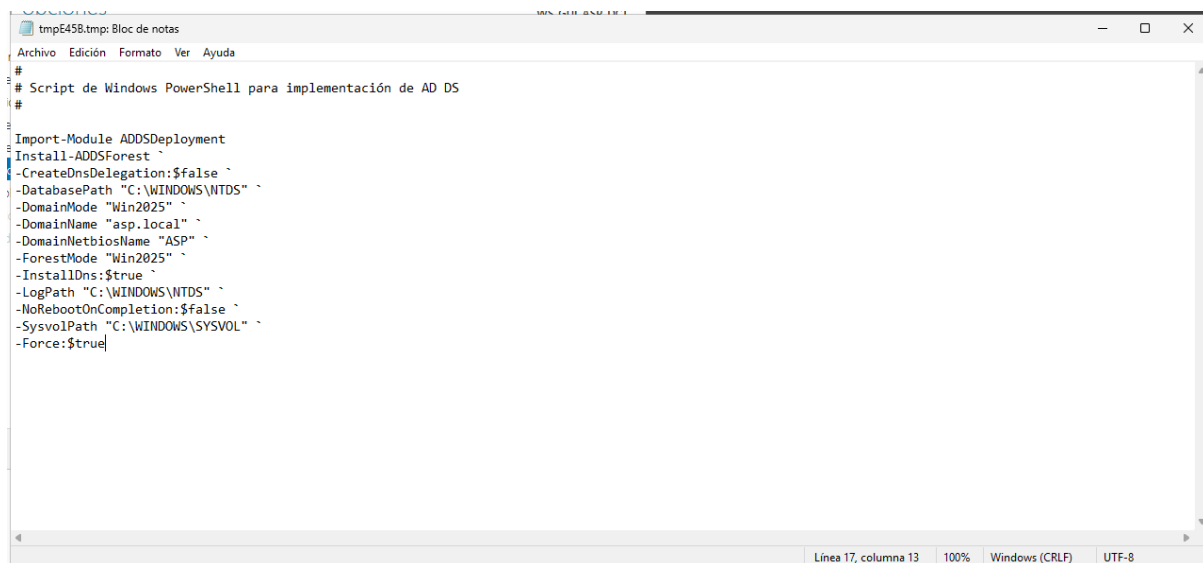 opciones
tmpE45B.tmp: Bloc de notas
Archivo Edición Formato Ver Ayuda
#
# Script de Windows PowerShell para implementación de AD DS
#
Import-Module ADDSDeployment
Install-ADDSForest `
-CreateDnsDelegation:$false `
-DatabasePath "C:\WINDOWS\NTDS" `
-DomainMode "Win2025" `
-DomainName "asp.local" `
-DomainNetbiosName "ASP" `
-ForestMode "Win2025" `
-InstallDns:$true `
-LogPath "C:\WINDOWS\NTDS" `
-NoRebootOnCompletion:$false `
-SysvolPath "C:\WINDOWS\SYSVOL" `
-Force:$true
Línea 17, columna 13 100% Windows (CRLF) UTF-8